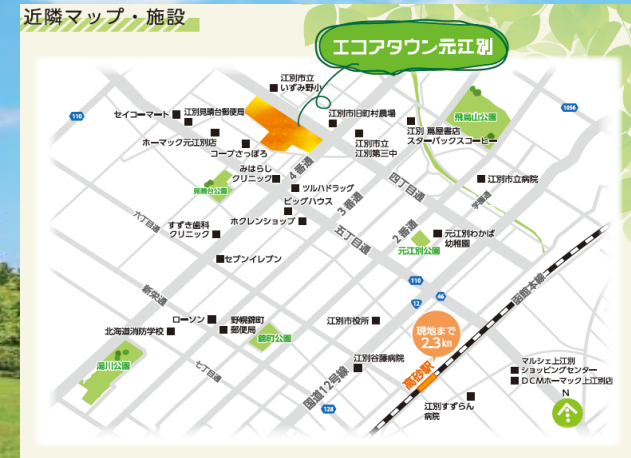 近隣マップ・施設
エコアタウン元江別
江別市立
いずみ野小
110
セイコーマート
江別見晴台郵便局
江別市旧町村農場
飛鳥山公園
1056
ホーマック元江別店
江別市立
江別第三中
江別 蔦屋書店
スターバックスコーヒー
コープさっぽろ
4番通
みはらし
クリニック
四丁目通
江別市立病院
見晴台公園
ツルハドラッグ
学園通
ビッグハウス
3番通
六丁目通
ホクレンショップ
すずき歯科
クリニック
五丁目通
2番通
元江別わかば
幼稚園
元江別公園
セブンイレブン
新栄通
110
46
12
函館本線
ローソン
野幌錦町
郵便局
江別市役所
現地まで
2.3km
北海道消防学校
錦町公園
湯川公園
江別谷藤病院
七丁目通
高砂駅
マルシェ上江別
ショッピングセンター
DCMホーマック上江別店
国道12号線
128
江別すずらん
病院
N